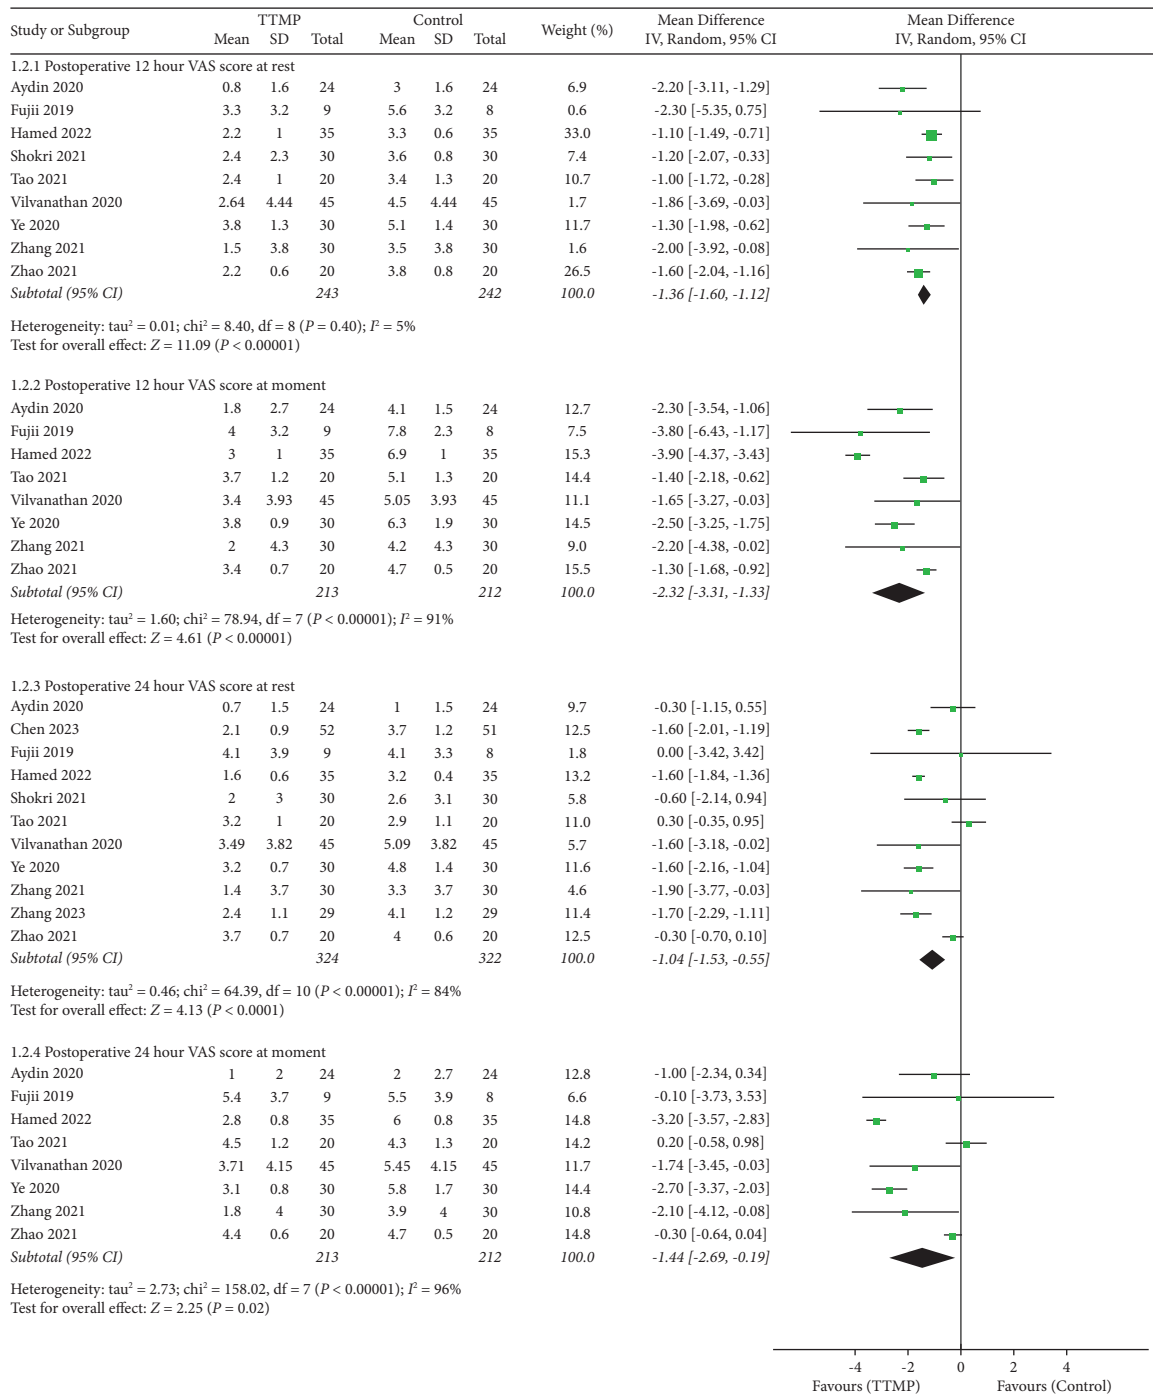 TTMP Control Mean Difference Mean Difference
Study or Subgroup Mean SD Total Mean SD Total Weight (%) IV, Random, 95% CI IV, Random, 95% CI
1.2.1 Postoperative 12 hour VAS score at rest
Aydin 2020 0.8 1.6 24 3 1.6 24 6.9 -2.20 [-3.11, -1.29]
Fujii 2019 3.3 3.2 9 5.6 3.2 8 0.6 -2.30 [-5.35, 0.75]
Hamed 2022 2.2 1 35 3.3 0.6 35 33.0 -1.10 [-1.49, -0.71]
Shokri 2021 2.4 2.3 30 3.6 0.8 30 7.4 -1.20 [-2.07, -0.33]
Tao 2021 2.4 1 20 3.4 1.3 20 10.7 -1.00 [-1.72, -0.28]
Vilvanathan 2020 2.64 4.44 45 4.5 4.44 45 1.7 -1.86 [-3.69, -0.03]
Ye 2020 3.8 1.3 30 5.1 1.4 30 11.7 -1.30 [-1.98, -0.62]
Zhang 2021 1.5 3.8 30 3.5 3.8 30 1.6 -2.00 [-3.92, -0.08]
Zhao 2021 2.2 0.6 20 3.8 0.8 20 26.5 -1.60 [-2.04, -1.16]
Subtotal (95% CI) 243 242 100.0 -1.36 [-1.60, -1.12]
Heterogeneity: tau² = 0.01; chi² = 8.40, df = 8 (P = 0.40); I² = 5%
Test for overall effect: Z = 11.09 (P < 0.00001)
1.2.2 Postoperative 12 hour VAS score at moment
Aydin 2020 1.8 2.7 24 4.1 1.5 24 12.7 -2.30 [-3.54, -1.06]
Fujii 2019 4 3.2 9 7.8 2.3 8 7.5 -3.80 [-6.43, -1.17]
Hamed 2022 3 1 35 6.9 1 35 15.3 -3.90 [-4.37, -3.43]
Tao 2021 3.7 1.2 20 5.1 1.3 20 14.4 -1.40 [-2.18, -0.62]
Vilvanathan 2020 3.4 3.93 45 5.05 3.93 45 11.1 -1.65 [-3.27, -0.03]
Ye 2020 3.8 0.9 30 6.3 1.9 30 14.5 -2.50 [-3.25, -1.75]
Zhang 2021 2 4.3 30 4.2 4.3 30 9.0 -2.20 [-4.38, -0.02]
Zhao 2021 3.4 0.7 20 4.7 0.5 20 15.5 -1.30 [-1.68, -0.92]
Subtotal (95% CI) 213 212 100.0 -2.32 [-3.31, -1.33]
Heterogeneity: tau² = 1.60; chi² = 78.94, df = 7 (P < 0.00001); I² = 91%
Test for overall effect: Z = 4.61 (P < 0.00001)
1.2.3 Postoperative 24 hour VAS score at rest
Aydin 2020 0.7 1.5 24 1 1.5 24 9.7 -0.30 [-1.15, 0.55]
Chen 2023 2.1 0.9 52 3.7 1.2 51 12.5 -1.60 [-2.01, -1.19]
Fujii 2019 4.1 3.9 9 4.1 3.3 8 1.8 0.00 [-3.42, 3.42]
Hamed 2022 1.6 0.6 35 3.2 0.4 35 13.2 -1.60 [-1.84, -1.36]
Shokri 2021 2 3 30 2.6 3.1 30 5.8 -0.60 [-2.14, 0.94]
Tao 2021 3.2 1 20 2.9 1.1 20 11.0 0.30 [-0.35, 0.95]
Vilvanathan 2020 3.49 3.82 45 5.09 3.82 45 5.7 -1.60 [-3.18, -0.02]
Ye 2020 3.2 0.7 30 4.8 1.4 30 11.6 -1.60 [-2.16, -1.04]
Zhang 2021 1.4 3.7 30 3.3 3.7 30 4.6 -1.90 [-3.77, -0.03]
Zhang 2023 2.4 1.1 29 4.1 1.2 29 11.4 -1.70 [-2.29, -1.11]
Zhao 2021 3.7 0.7 20 4 0.6 20 12.5 -0.30 [-0.70, 0.10]
Subtotal (95% CI) 324 322 100.0 -1.04 [-1.53, -0.55]
Heterogeneity: tau² = 0.46; chi² = 64.39, df = 10 (P < 0.00001); I² = 84%
Test for overall effect: Z = 4.13 (P < 0.0001)
1.2.4 Postoperative 24 hour VAS score at moment
Aydin 2020 1 2 24 2 2.7 24 12.8 -1.00 [-2.34, 0.34]
Fujii 2019 5.4 3.7 9 5.5 3.9 8 6.6 -0.10 [-3.73, 3.53]
Hamed 2022 2.8 0.8 35 6 0.8 35 14.8 -3.20 [-3.57, -2.83]
Tao 2021 4.5 1.2 20 4.3 1.3 20 14.2 0.20 [-0.58, 0.98]
Vilvanathan 2020 3.71 4.15 45 5.45 4.15 45 11.7 -1.74 [-3.45, -0.03]
Ye 2020 3.1 0.8 30 5.8 1.7 30 14.4 -2.70 [-3.37, -2.03]
Zhang 2021 1.8 4 30 3.9 4 30 10.8 -2.10 [-4.12, -0.08]
Zhao 2021 4.4 0.6 20 4.7 0.5 20 14.8 -0.30 [-0.64, 0.04]
Subtotal (95% CI) 213 212 100.0 -1.44 [-2.69, -0.19]
Heterogeneity: tau² = 2.73; chi² = 158.02, df = 7 (P < 0.00001); I² = 96%
Test for overall effect: Z = 2.25 (P = 0.02)
-4 -2 0 2 4
Favours (TTMP) Favours (Control)